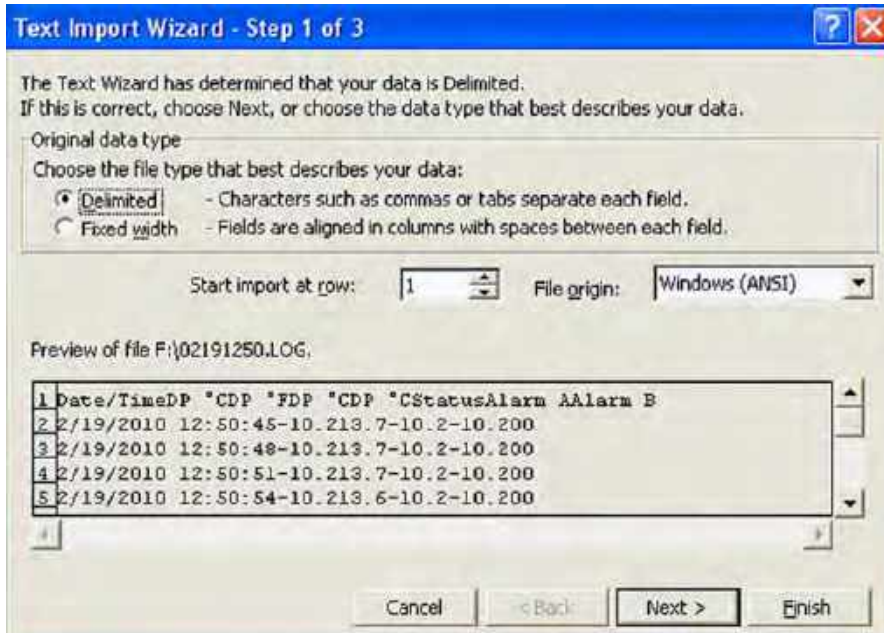 Text Import Wizard - Step 1 of 3
The Text Wizard has determined that your data is Delimited.
If this is correct, choose Next, or choose the data type that best describes your data.
Original data type
Choose the file type that best describes your data:
Delimited - Characters such as commas or tabs separate each field.
Fixed width - Fields are aligned in columns with spaces between each field.
Start import at row: 1 File origin: Windows (ANSI)
Preview of file F:\02191250.LOG.
1 Date/TimeDP °CDP °FDP °CDP °CStatusAlarm AAlarm B
2 2/19/2010 12:50:45-10.213.7-10.2-10.200
3 2/19/2010 12:50:48-10.213.7-10.2-10.200
4 2/19/2010 12:50:51-10.213.7-10.2-10.200
5 2/19/2010 12:50:54-10.213.6-10.2-10.200
Cancel < Back Next > Finish